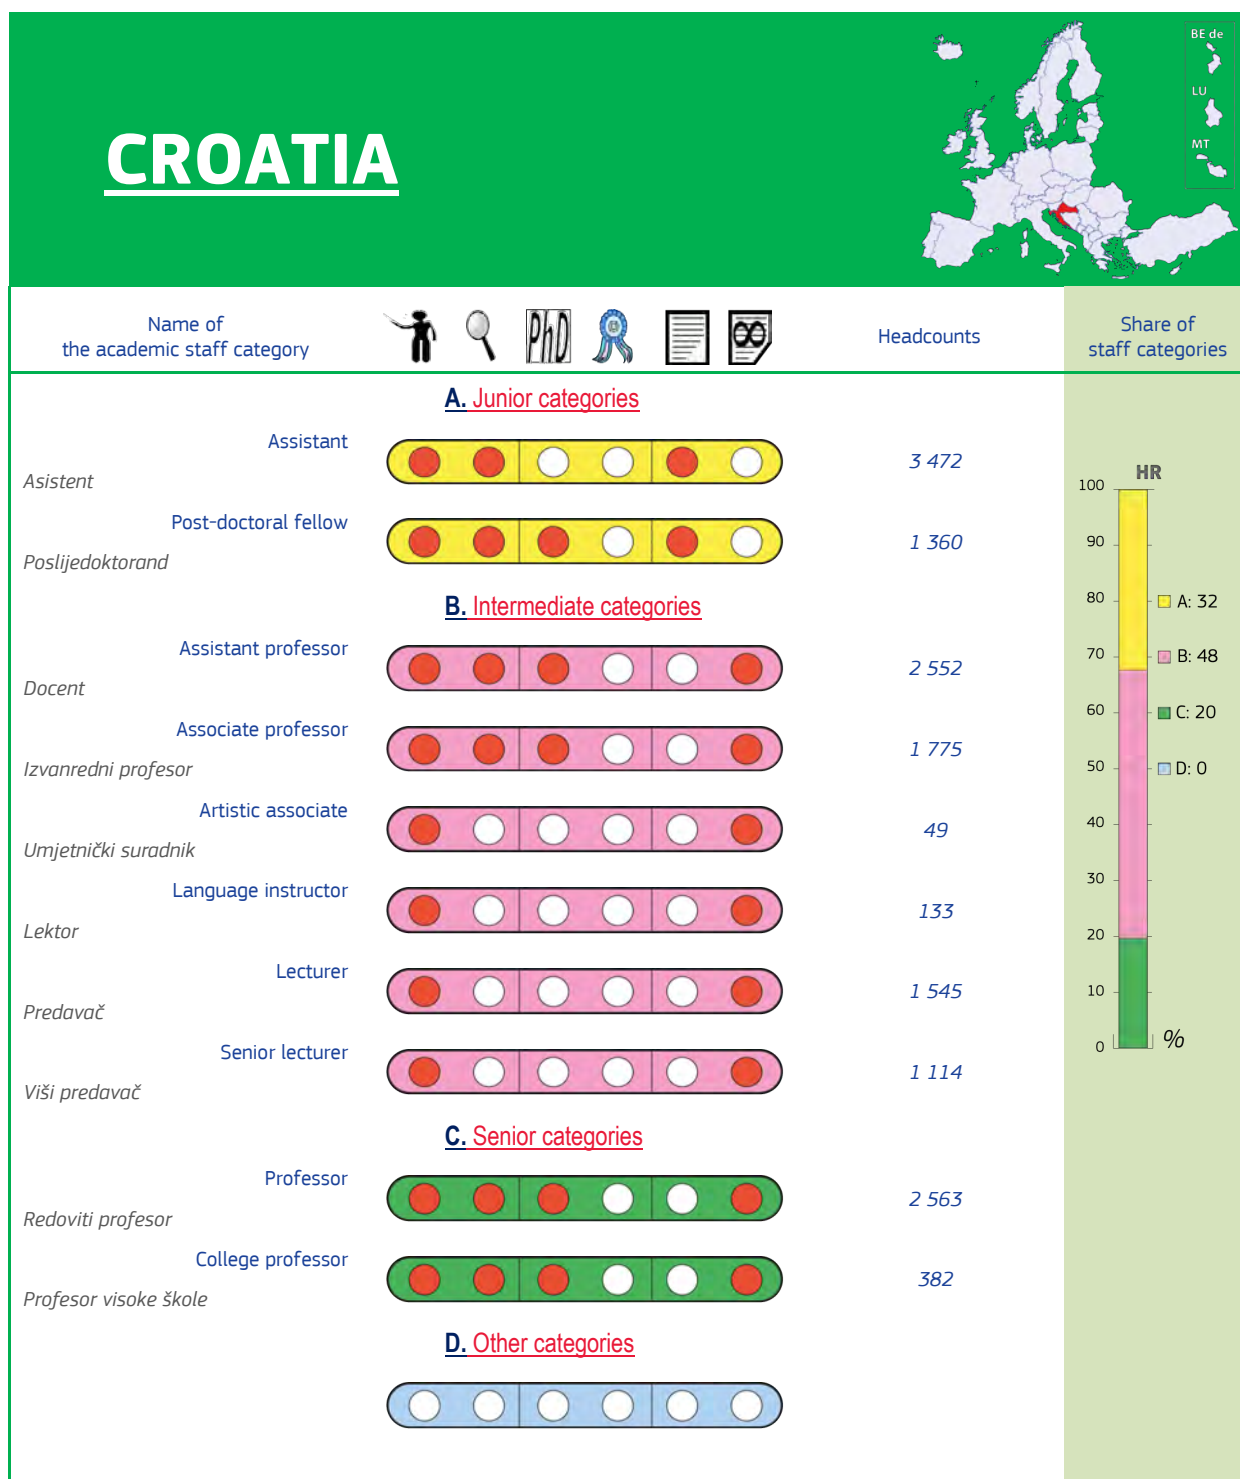 BE de
LU
MT
CROATIA
Name of
the academic staff category
PhD
Headcounts
Share of
staff categories
A. Junior categories
Assistant
Asistent
3 472
Post-doctoral fellow
Poslijedoktorand
1 360
B. Intermediate categories
Assistant professor
Docent
2 552
Associate professor
Izvanredni profesor
1 775
Artistic associate
Umjetnički suradnik
49
Language instructor
Lektor
133
Lecturer
Predavač
1 545
Senior lecturer
Viši predavač
1 114
C. Senior categories
Professor
Redoviti profesor
2 563
College professor
Profesor visoke škole
382
D. Other categories
HR
100
90
80
70
60
50
40
30
20
10
0
%
A: 32
B: 48
C: 20
D: 0